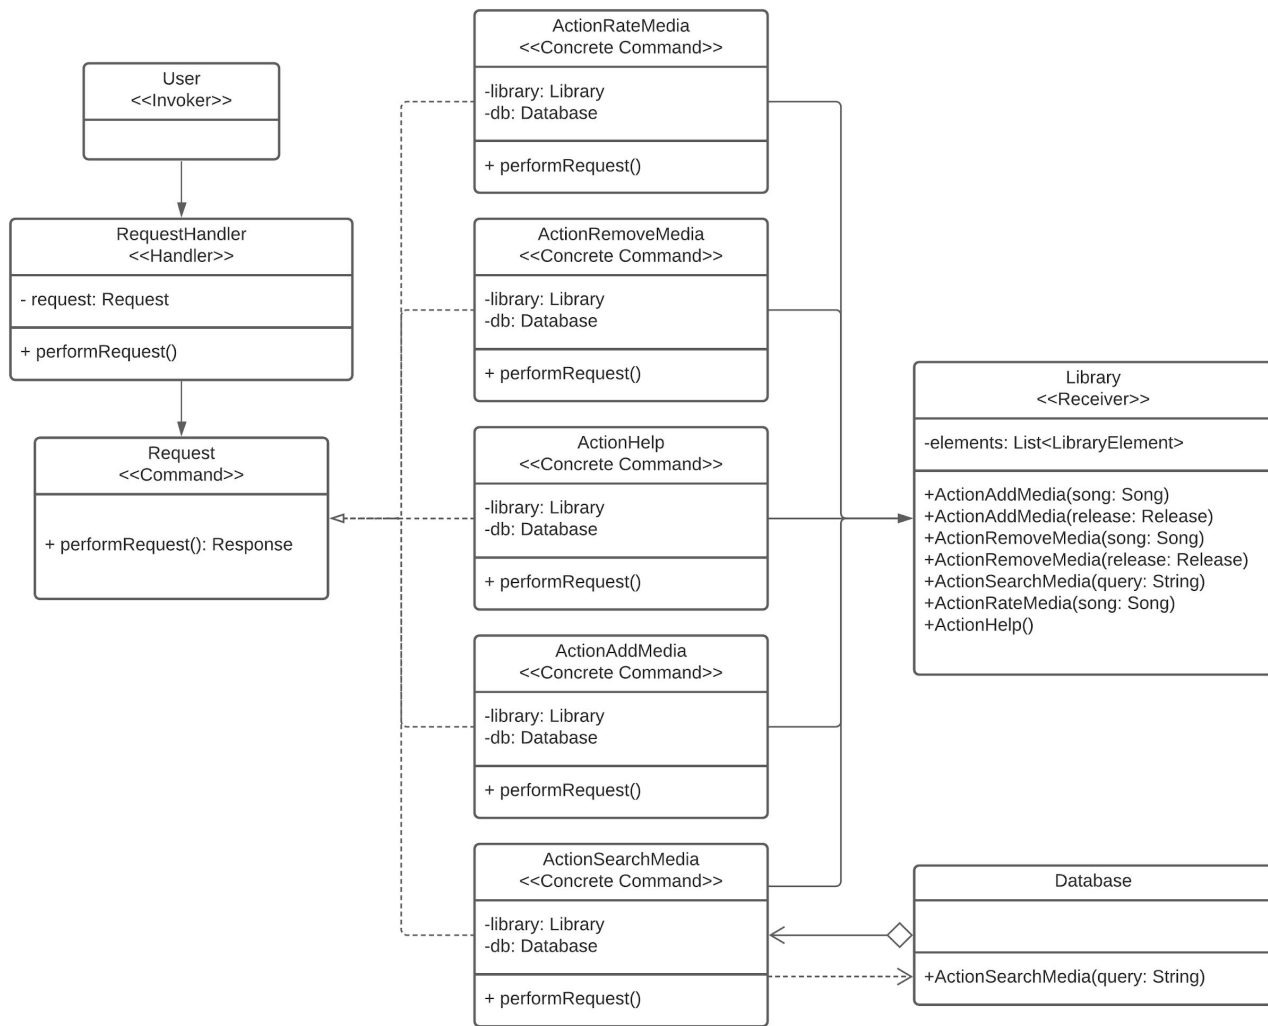 User
<<Invoker>>
RequestHandler
<<Handler>>
- request: Request
+ performRequest()
Request
<<Command>>
+ performRequest(): Response
ActionRateMedia
<<Concrete Command>>
-library: Library
-db: Database
+ performRequest()
ActionRemoveMedia
<<Concrete Command>>
-library: Library
-db: Database
+ performRequest()
ActionHelp
<<Concrete Command>>
-library: Library
-db: Database
+ performRequest()
ActionAddMedia
<<Concrete Command>>
-library: Library
-db: Database
+ performRequest()
ActionSearchMedia
<<Concrete Command>>
-library: Library
-db: Database
+ performRequest()
Library
<<Receiver>>
-elements: List<LibraryElement>
+ActionAddMedia(song: Song)
+ActionAddMedia(release: Release)
+ActionRemoveMedia(song: Song)
+ActionRemoveMedia(release: Release)
+ActionSearchMedia(query: String)
+ActionRateMedia(song: Song)
+ActionHelp()
Database
+ActionSearchMedia(query: String)